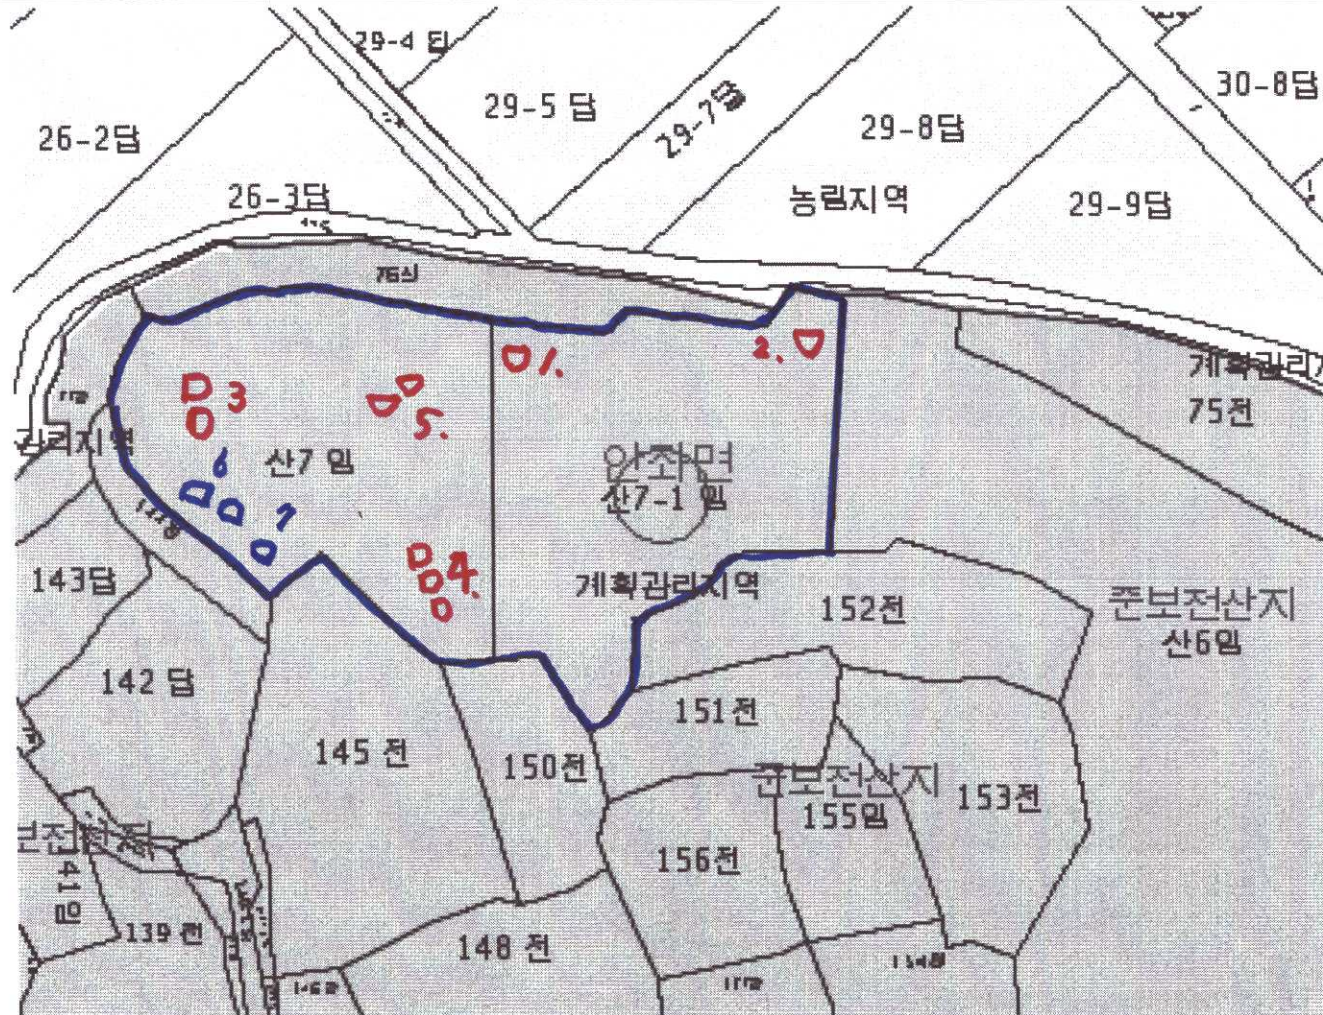 29-4 답
29-5 답
29-7답
29-8답
30-8답
26-2답
26-3답
농림지역
29-9답
1.
2.
3
5.
계획관리지
75전
관리지역
6
산7 임
안좌면
산7-1 임
7
4.
143답
계획관리지역
152전
준보전산지
산6임
142 답
151전
145 전
150전
준보전산지
155임
153전
156전
139 전
148 전